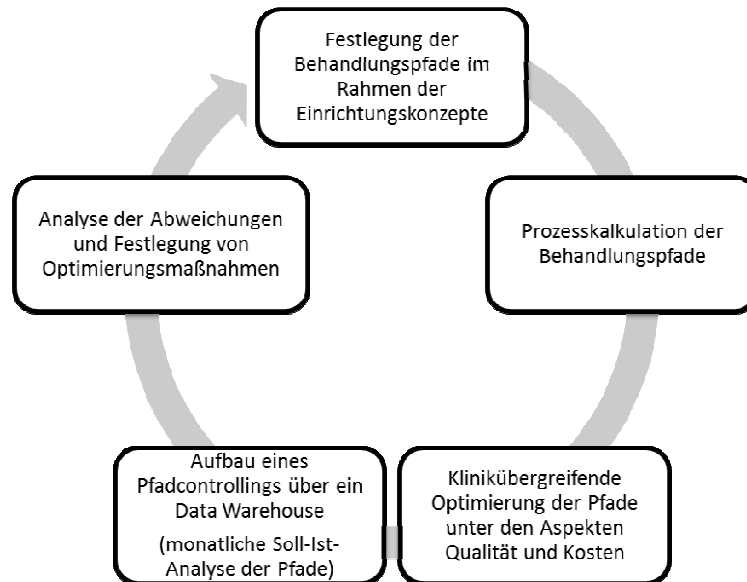 Festlegung der
Behandlungspfade im
Rahmen der
Einrichtungskonzepte
Prozesskalkulation der
Behandlungspfade
Klinikübergreifende
Optimierung der Pfade
unter den Aspekten
Qualität und Kosten
Aufbau eines
Pfadcontrollings über ein
Data Warehouse
(monatliche Soll-Ist-
Analyse der Pfade)
Analyse der Abweichungen
und Festlegung von
Optimierungsmaßnahmen